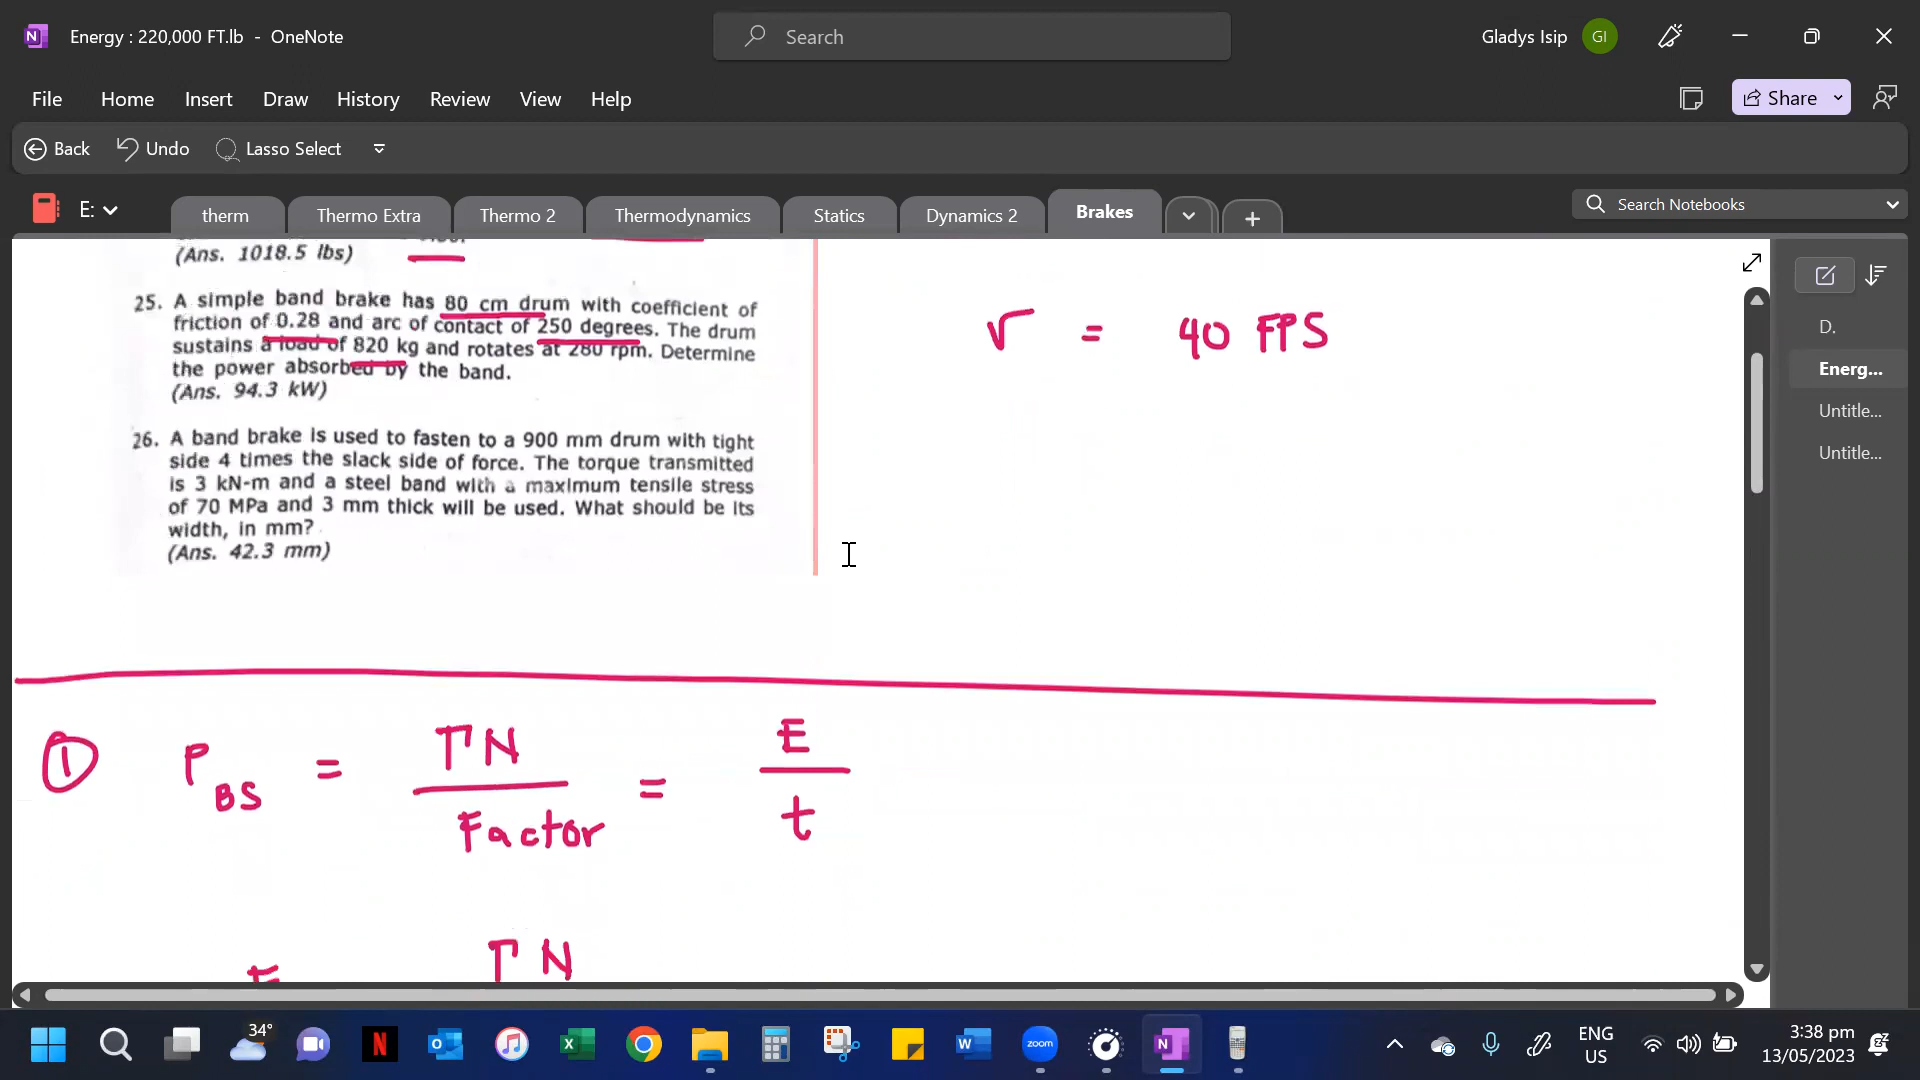 Energy : 220,000 FT.lb - OneNote
Search
Gladys Isip
GI
File Home Insert Draw History Review View Help
Share
Back Undo Lasso Select
E:
therm Thermo Extra Thermo 2 Thermodynamics Statics Dynamics 2 Brakes
Search Notebooks
(Ans. 1018.5 lbs)
25. A simple band brake has 80 cm drum with coefficient of
friction of 0.28 and arc of contact of 250 degrees. The drum
sustains a load of 820 kg and rotates at 280 rpm. Determine
the power absorbed by the band.
(Ans. 94.3 kW)
26. A band brake is used to fasten to a 900 mm drum with tight
side 4 times the slack side of force. The torque transmitted
is 3 kN-m and a steel band with a maximum tensile stress
of 70 MPa and 3 mm thick will be used. What should be its
width, in mm?
(Ans. 42.3 mm)
= 40 FPS
D.
Energ...
Untitle...
Untitle...
① P BS = T N / Factor = E / t
T N
34°
zoom
ENG
US
3:38 pm
13/05/2023